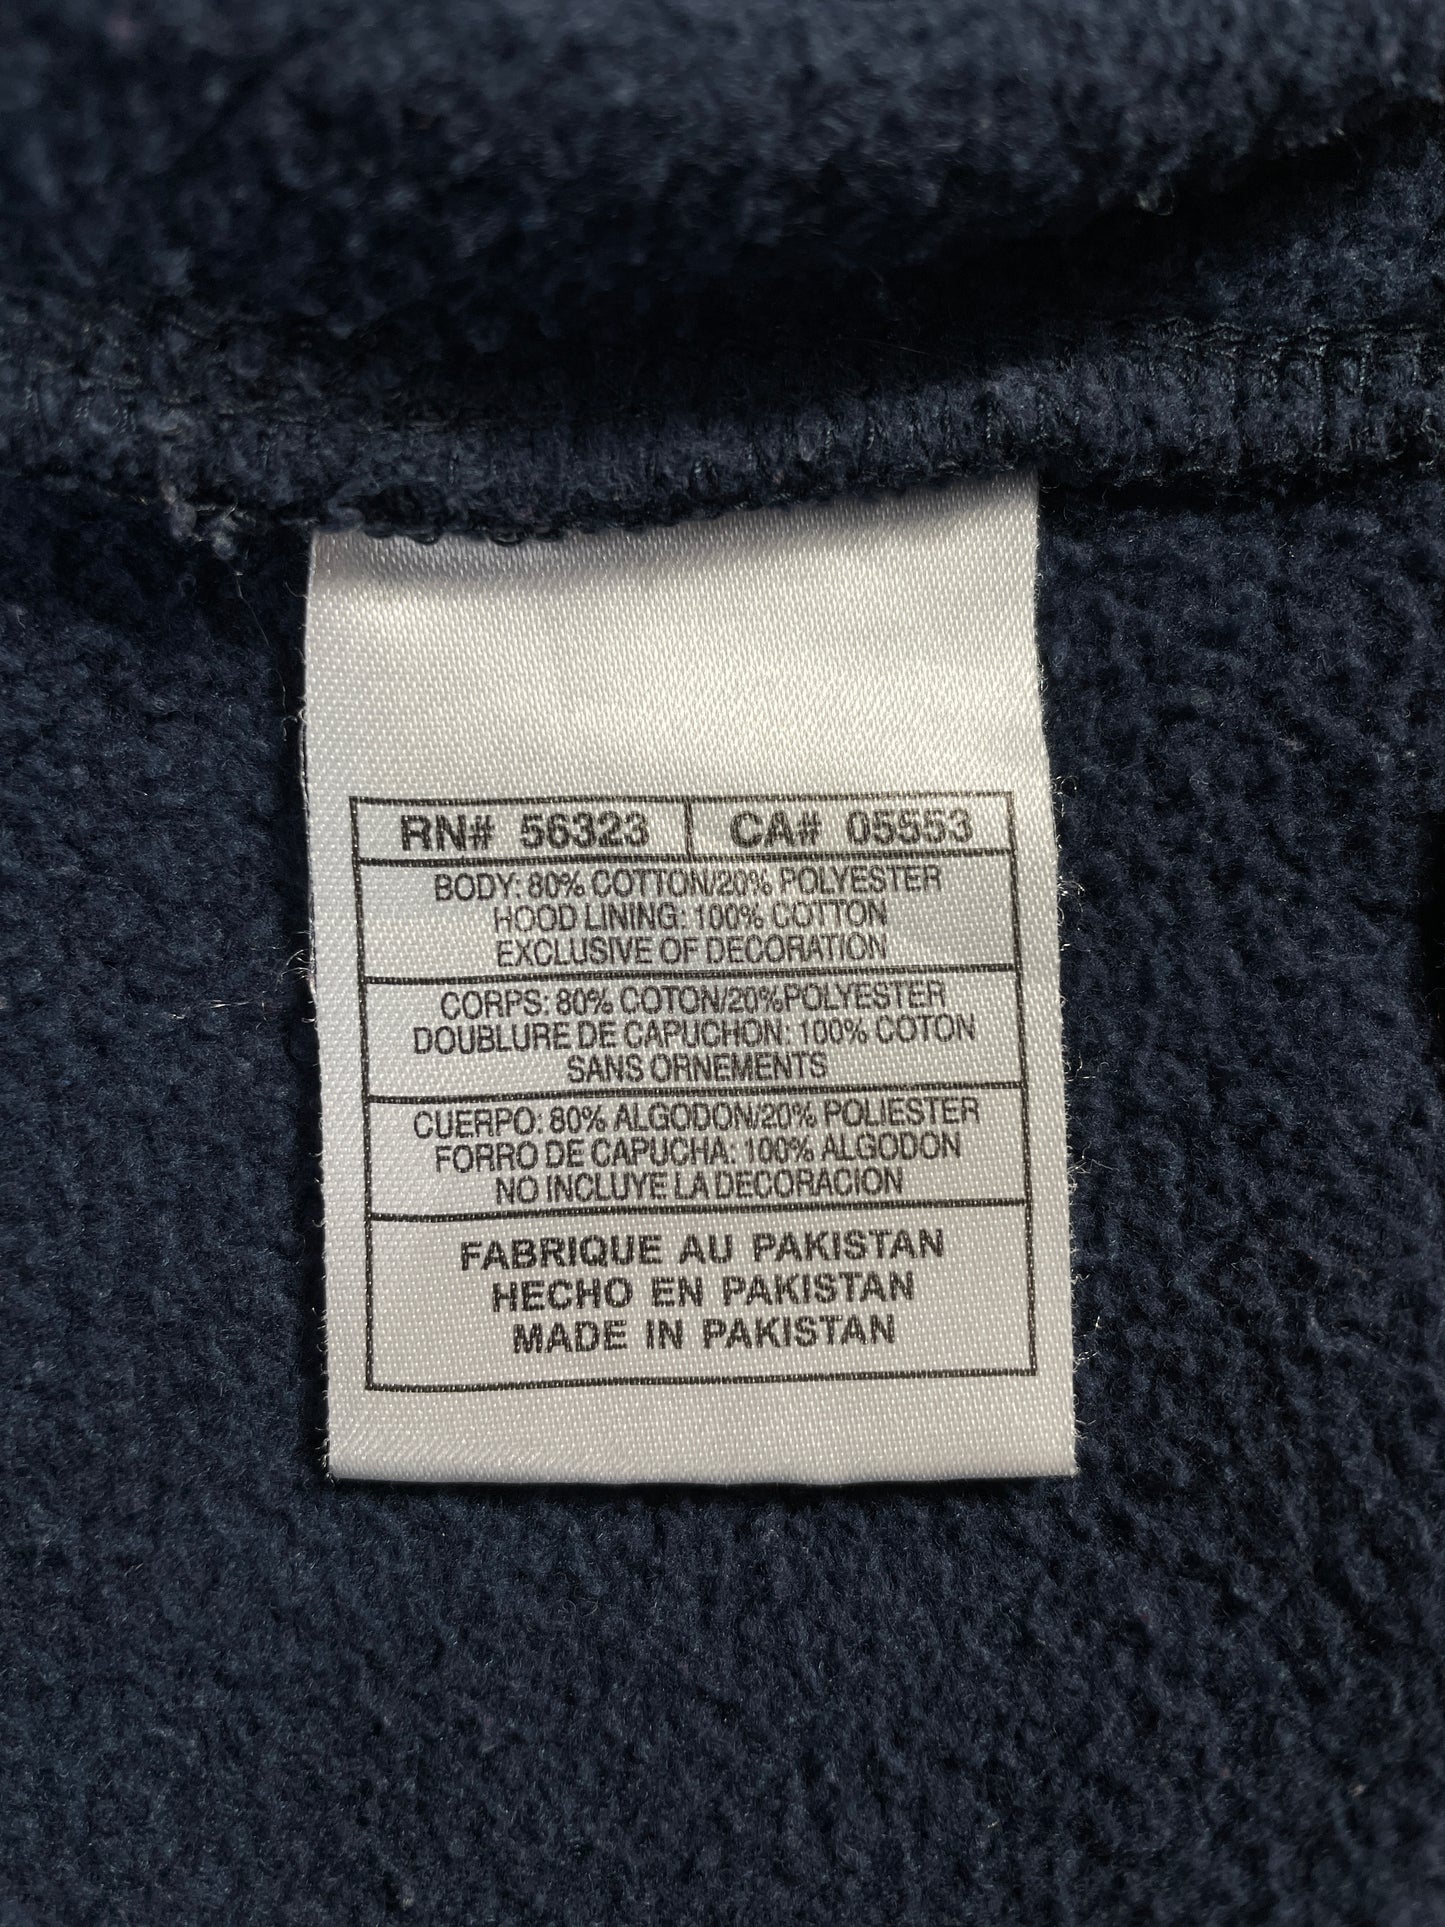 RN# 56323 CA# 05553
BODY: 80% COTTON/20% POLYESTER
HOOD LINING: 100% COTTON
EXCLUSIVE OF DECORATION
CORPS: 80% COTON/20%POLYESTER
DOUBLURE DE CAPUCHON: 100% COTON
SANS ORNEMENTS
CUERPO: 80% ALGODON/20% POLIESTER
FORRO DE CAPUCHA: 100% ALGODON
NO INCLUYE LA DECORACION
FABRIQUE AU PAKISTAN
HECHO EN PAKISTAN
MADE IN PAKISTAN